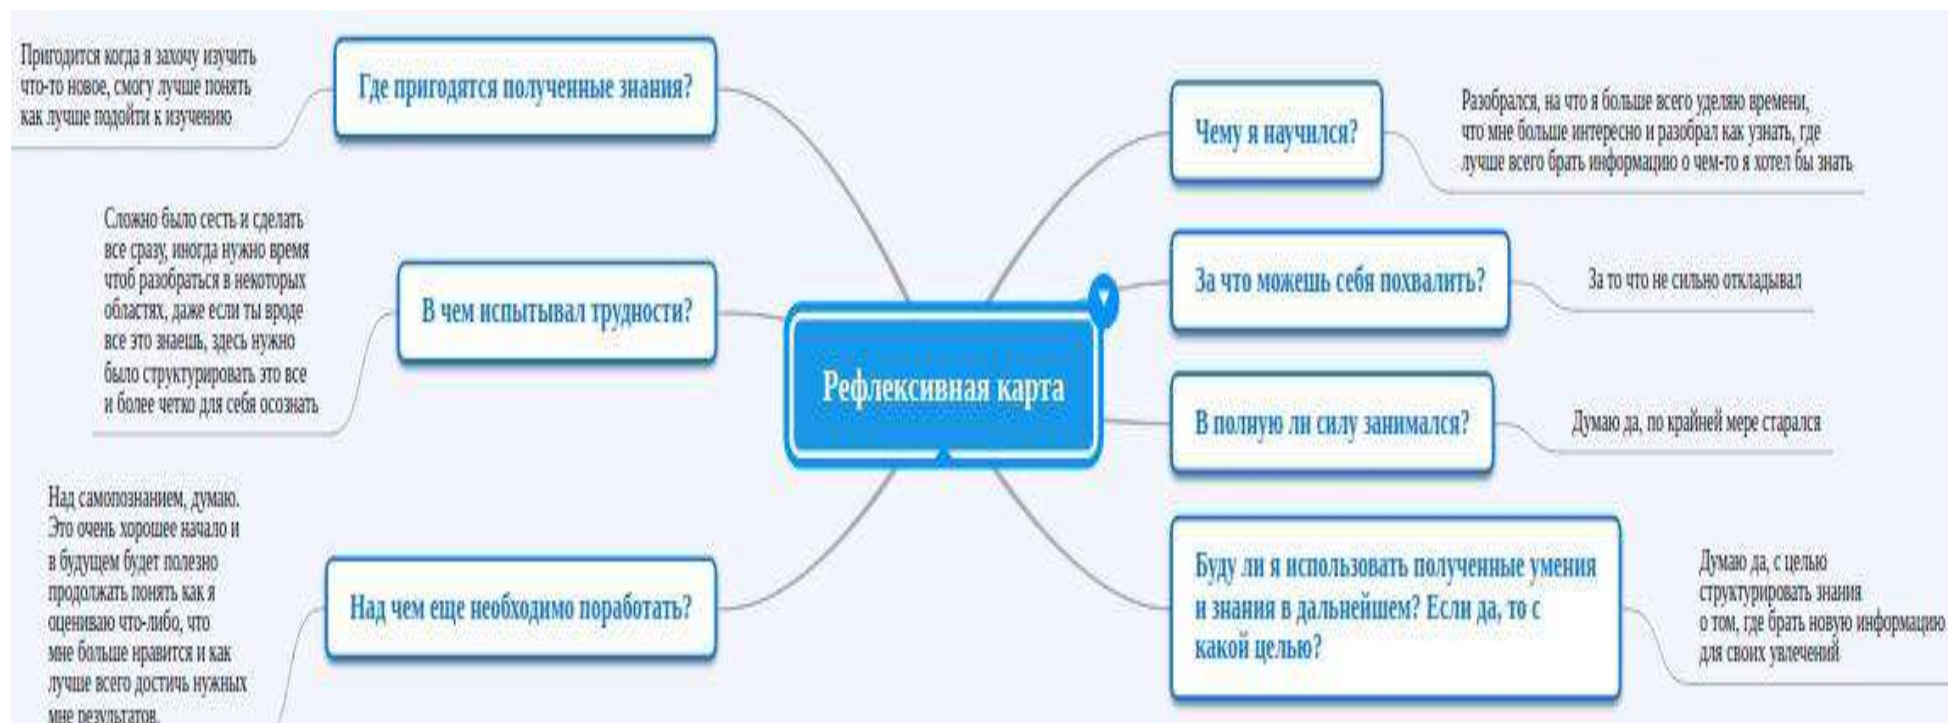 Рефлексивная карта
Чему я научился?
Разобрался, на что я больше всего уделяю времени,
что мне больше интересно и разобрал как узнать, где
лучше всего брать информацию о чем-то я хотел бы знать
За что можешь себя похвалить?
За то что не сильно откладывал
В полную ли силу занимался?
Думаю да, по крайней мере старался
Буду ли я использовать полученные умения
и знания в дальнейшем? Если да, то с
какой целью?
Думаю да, с целью
структурировать знания
о том, где брать новую информацию
для своих увлечений
Где пригодятся полученные знания?
Пригодится когда я захочу изучить
что-то новое, смогу лучше понять
как лучше подойти к изучению
В чем испытывал трудности?
Сложно было сесть и сделать
все сразу, иногда нужно время
чтоб разобраться в некоторых
областях, даже если ты вроде
все это знаешь, здесь нужно
было структурировать это все
и более четко для себя осознать
Над чем еще необходимо поработать?
Над самопознанием, думаю.
Это очень хорошее начало и
в будущем будет полезно
продолжать понять как я
оцениваю что-либо, что
мне больше нравится и как
лучше всего достичь нужных
мне результатов.